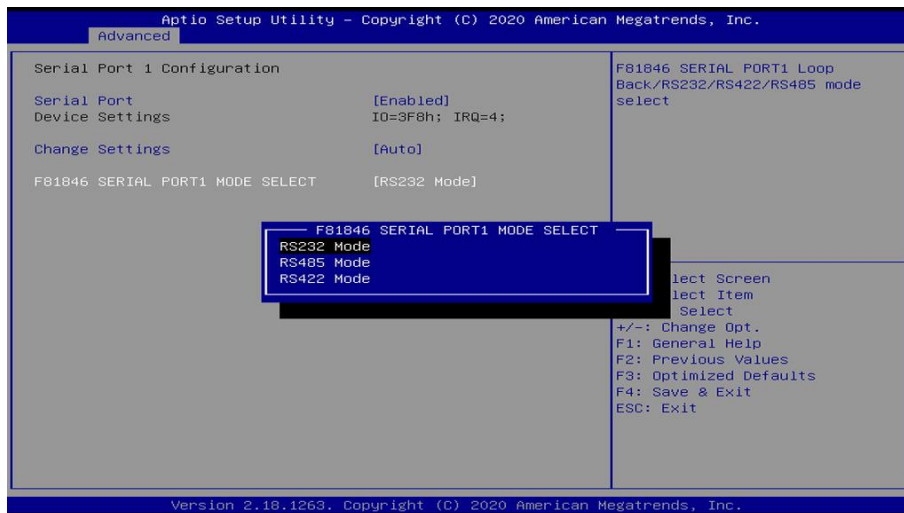 Aptio Setup Utility – Copyright (C) 2020 American Megatrends, Inc.
Advanced
Serial Port 1 Configuration
Serial Port [Enabled]
Device Settings IO=3F8h; IRQ=4;
Change Settings [Auto]
F81846 SERIAL PORT1 MODE SELECT [RS232 Mode]
F81846 SERIAL PORT1 Loop
Back/RS232/RS422/RS485 mode
select
F81846 SERIAL PORT1 MODE SELECT
RS232 Mode
RS485 Mode
RS422 Mode
Screen
Item
Select
+/-: Change Opt.
F1: General Help
F2: Previous Values
F3: Optimized Defaults
F4: Save & Exit
ESC: Exit
Version 2.18.1263. Copyright (C) 2020 American Megatrends, Inc.